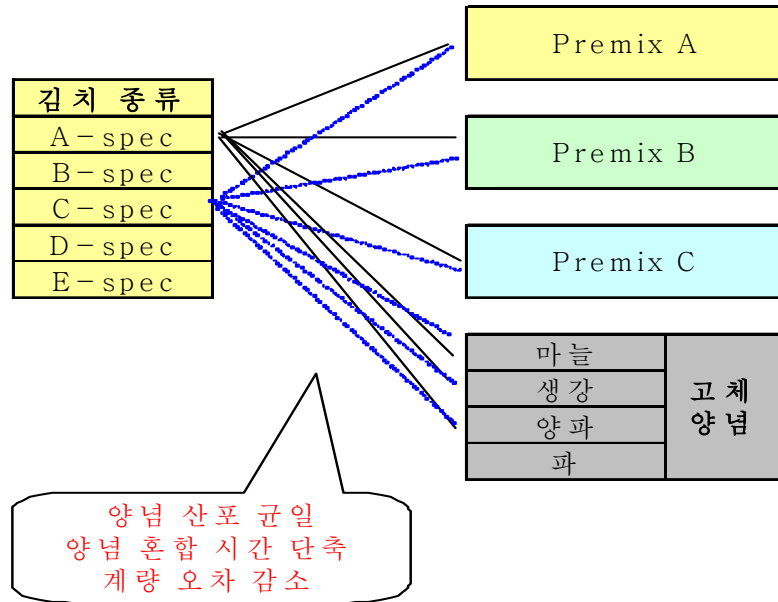 김치 종류
A-spec
B-spec
C-spec
D-spec
E-spec
Premix A
Premix B
Premix C
마늘
생강
양파
파
고체
양념
양념 산포 균일
양념 혼합 시간 단축
계량 오차 감소